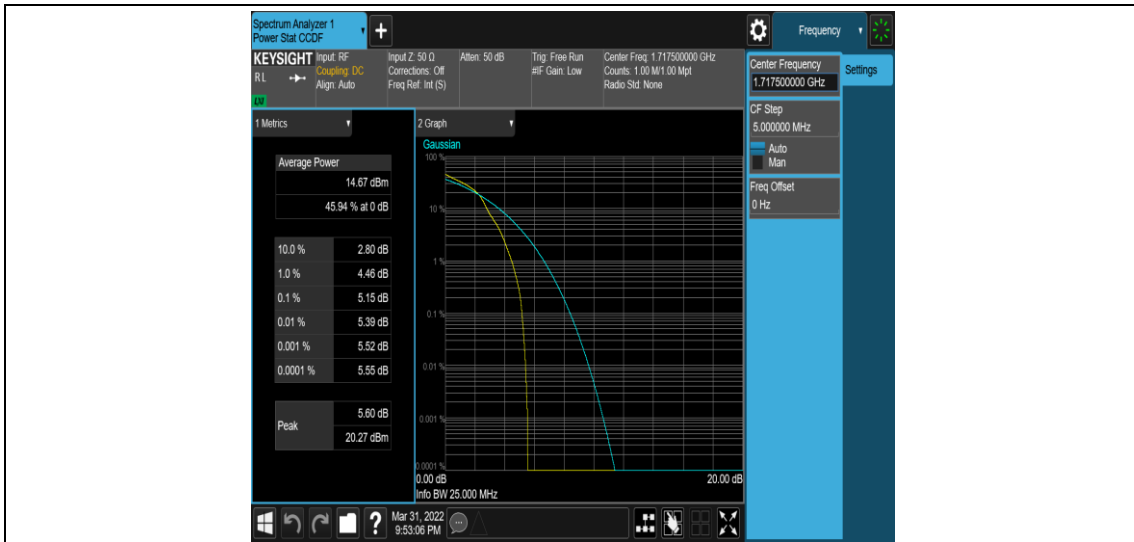 Spectrum Analyzer 1
Power Stat CCDF
+
Frequency
KEYSIGHT
RL
Input: RF
Coupling: DC
Align: Auto
Input Z: 50 Ω
Corrections: Off
Freq Ref: Int (S)
Atten: 50 dB
Trig: Free Run
#IF Gain: Low
Center Freq: 1.717500000 GHz
Counts: 1.00 M/1.00 Mpt
Radio Std: None
Center Frequency
1.717500000 GHz
Settings
CF Step
5.000000 MHz
Auto
Man
Freq Offset
0 Hz
1 Metrics
Average Power
14.67 dBm
45.94 % at 0 dB
10.0 % 2.80 dB
1.0 % 4.46 dB
0.1 % 5.15 dB
0.01 % 5.39 dB
0.001 % 5.52 dB
0.0001 % 5.55 dB
Peak
5.60 dB
20.27 dBm
2 Graph
Gaussian
100 %
10 %
1 %
0.1 %
0.01 %
0.001 %
0.0001 %
0.00 dB 20.00 dB
Info BW 25.000 MHz
?
Mar 31, 2022
9:53:06 PM